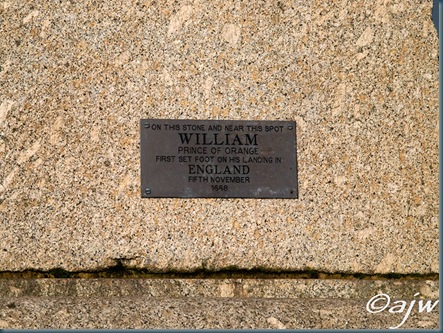 ON THIS STONE AND NEAR THIS SPOT
WILLIAM
PRINCE OF ORANGE
FIRST SET FOOT ON HIS LANDING IN
ENGLAND
FIFTH NOVEMBER
1688
©ajw